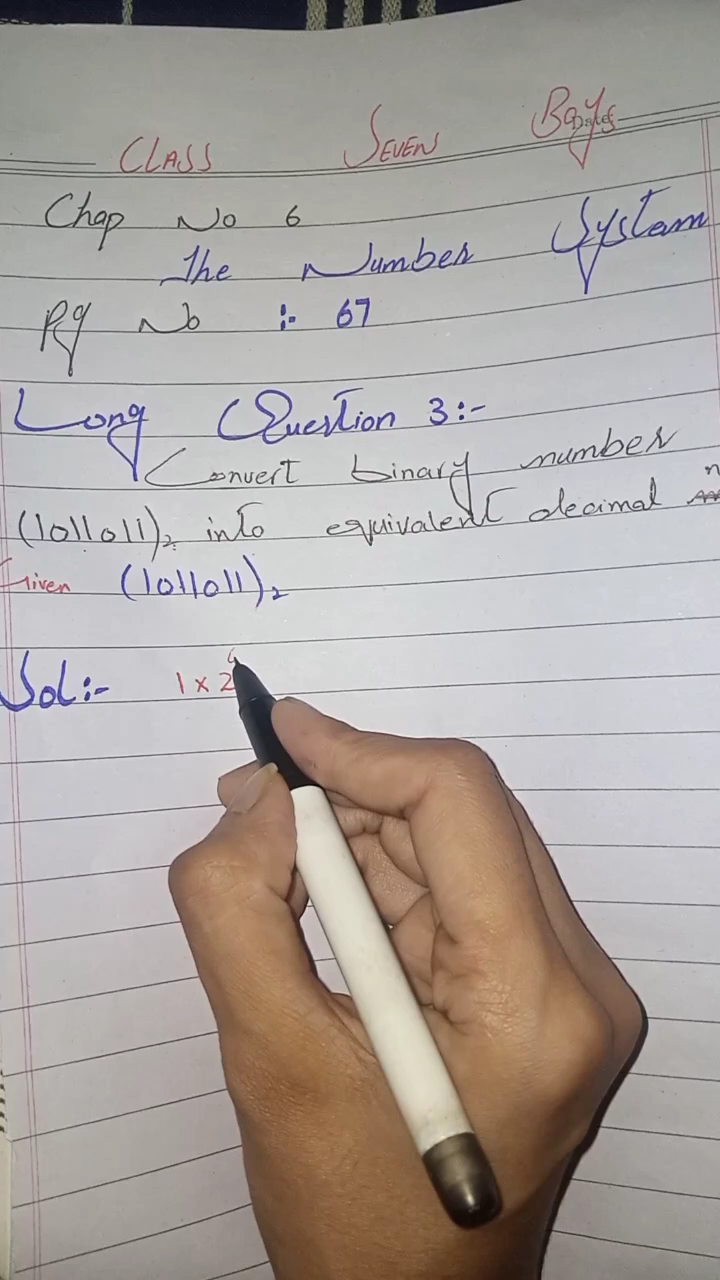 CLASS SEVEN Boys
Chap No 6
The Number System
Pg No :- 67
Long Question 3:-
Convert binary number
(1011011)₂ into equivalent decimal
Given (1011011)₂
Sol:- 1 × 2